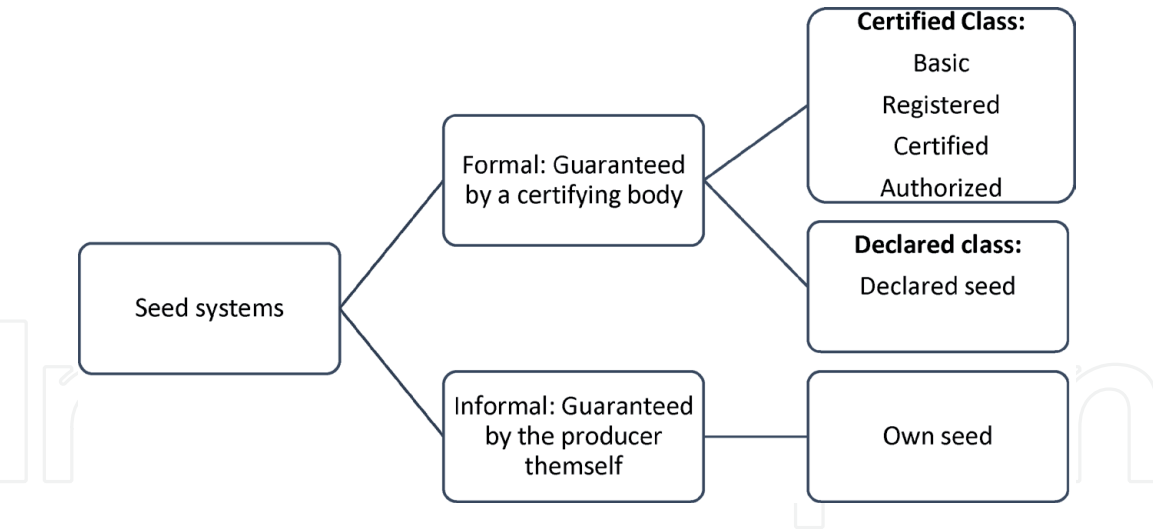 Certified Class:
Basic
Registered
Certified
Authorized
Formal: Guaranteed
by a certifying body
Declared class:
Declared seed
Seed systems
Informal: Guaranteed
by the producer
themself
Own seed